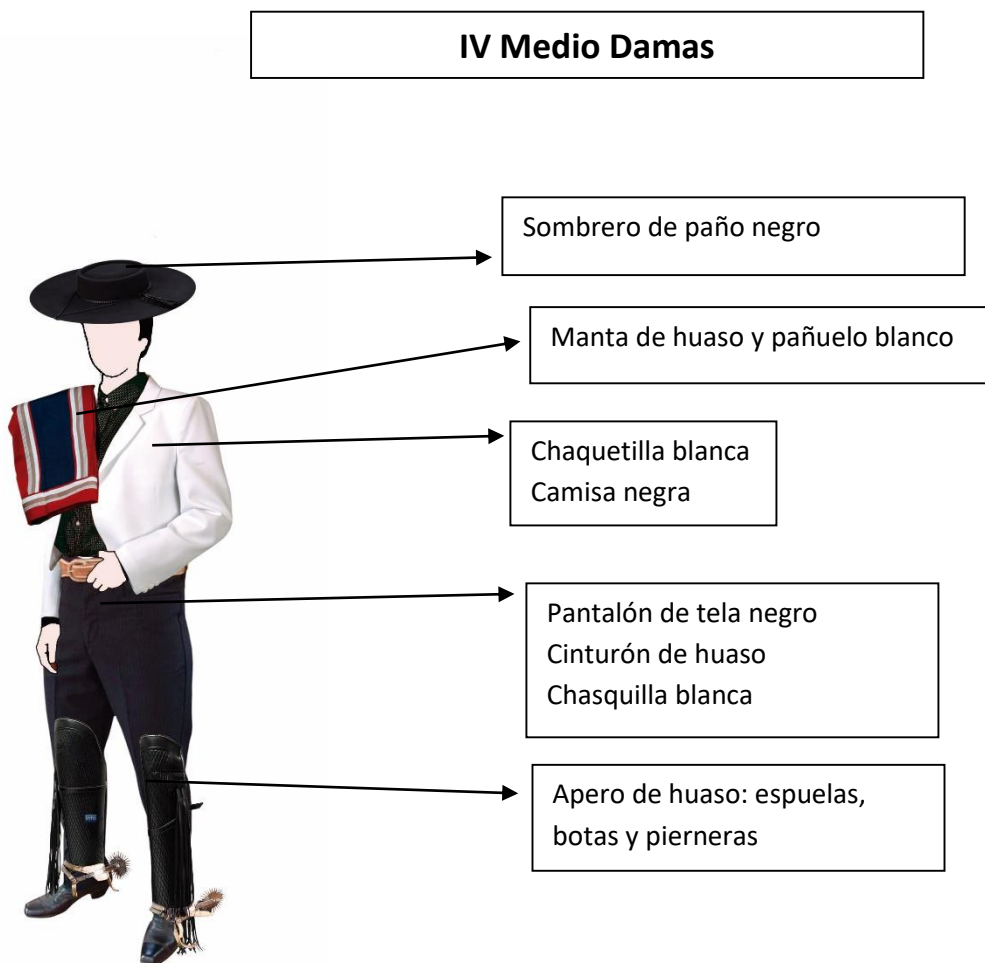 IV Medio Damas
Sombrero de paño negro
Manta de huaso y pañuelo blanco
Chaquetilla blanca
Camisa negra
Pantalón de tela negro
Cinturón de huaso
Chasquilla blanca
Apero de huaso: espuelas,
botas y pierneras